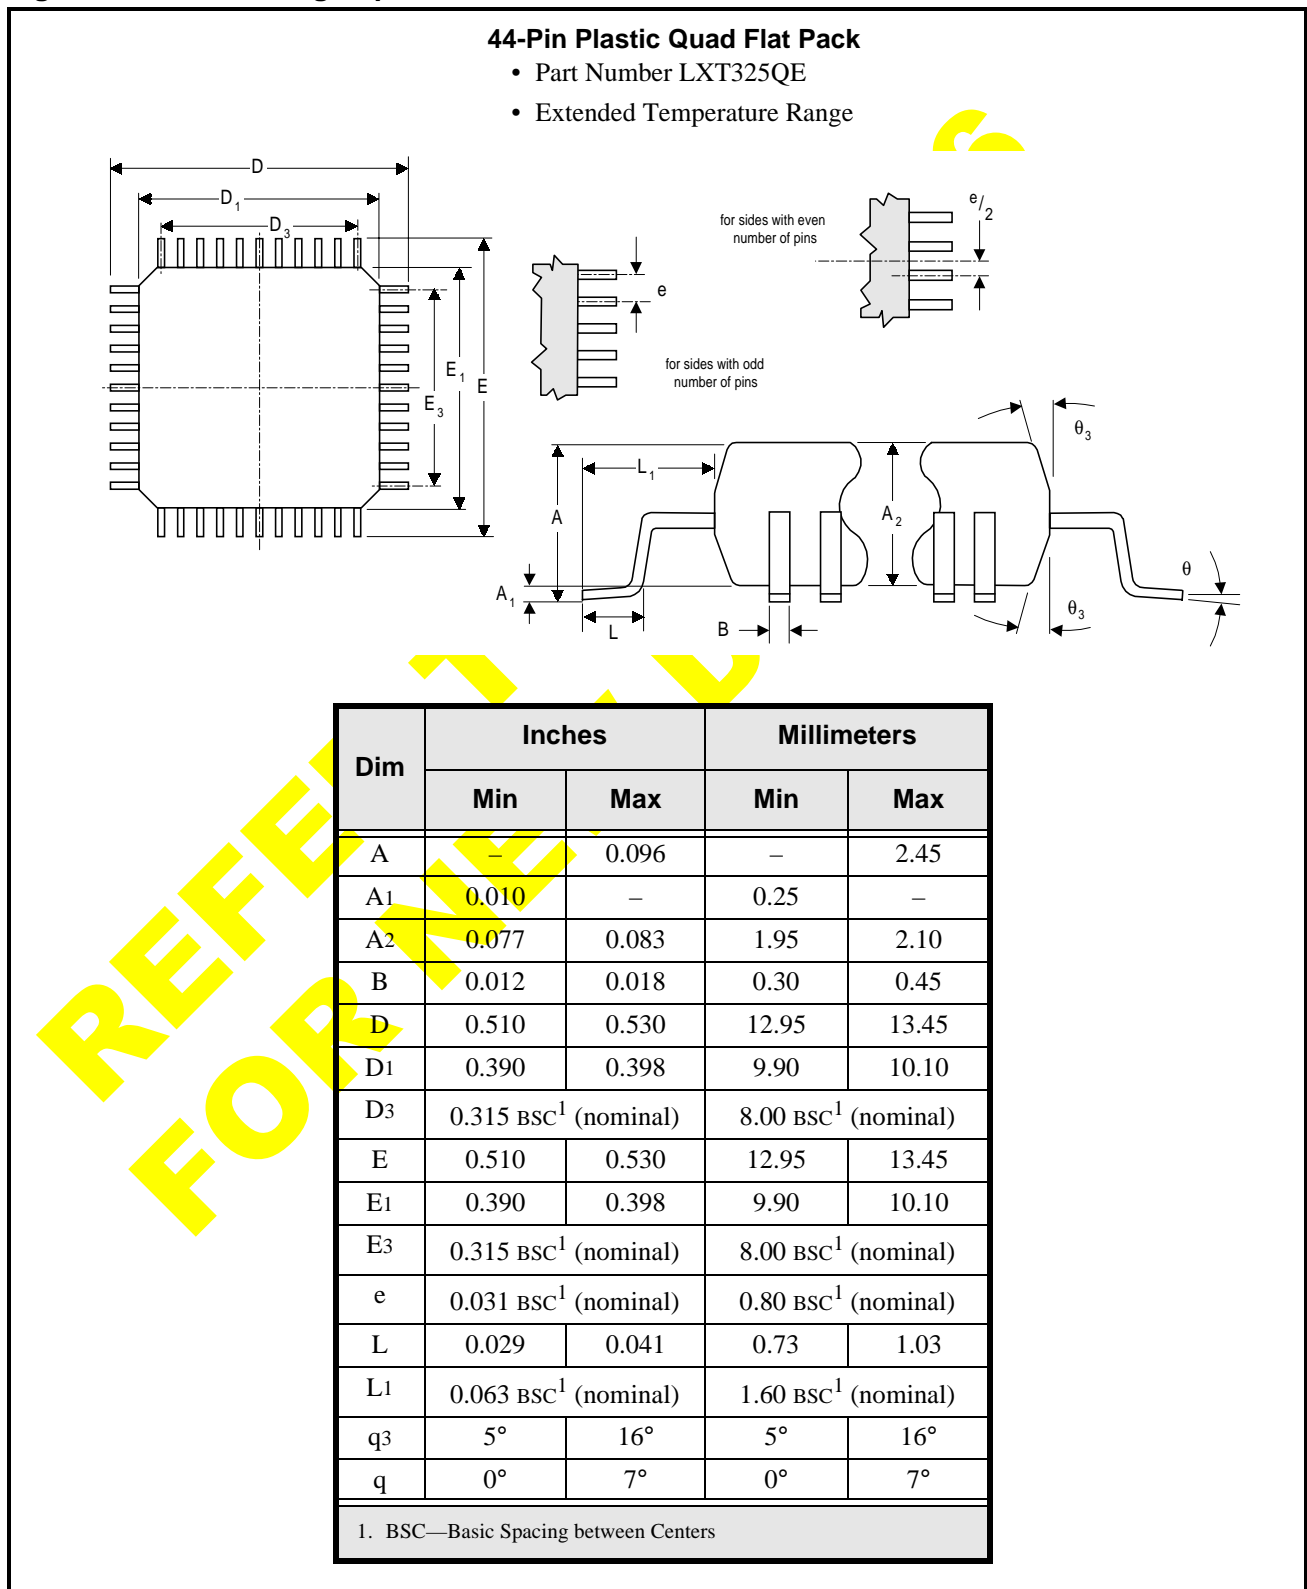 44-Pin Plastic Quad Flat Pack
• Part Number LXT325QE
• Extended Temperature Range
D
D1
D3
E1
E
E3
e
for sides with odd
number of pins
for sides with even
number of pins
e/2
θ3
L1
A
A2
A1
L
B
θ
θ3
Dim Inches Millimeters
Min Max Min Max
A – 0.096 – 2.45
A1 0.010 – 0.25 –
A2 0.077 0.083 1.95 2.10
B 0.012 0.018 0.30 0.45
D 0.510 0.530 12.95 13.45
D1 0.390 0.398 9.90 10.10
D3 0.315 BSC1 (nominal) 8.00 BSC1 (nominal)
E 0.510 0.530 12.95 13.45
E1 0.390 0.398 9.90 10.10
E3 0.315 BSC1 (nominal) 8.00 BSC1 (nominal)
e 0.031 BSC1 (nominal) 0.80 BSC1 (nominal)
L 0.029 0.041 0.73 1.03
L1 0.063 BSC1 (nominal) 1.60 BSC1 (nominal)
q3 5° 16° 5° 16°
q 0° 7° 0° 7°
1. BSC—Basic Spacing between Centers
FOR